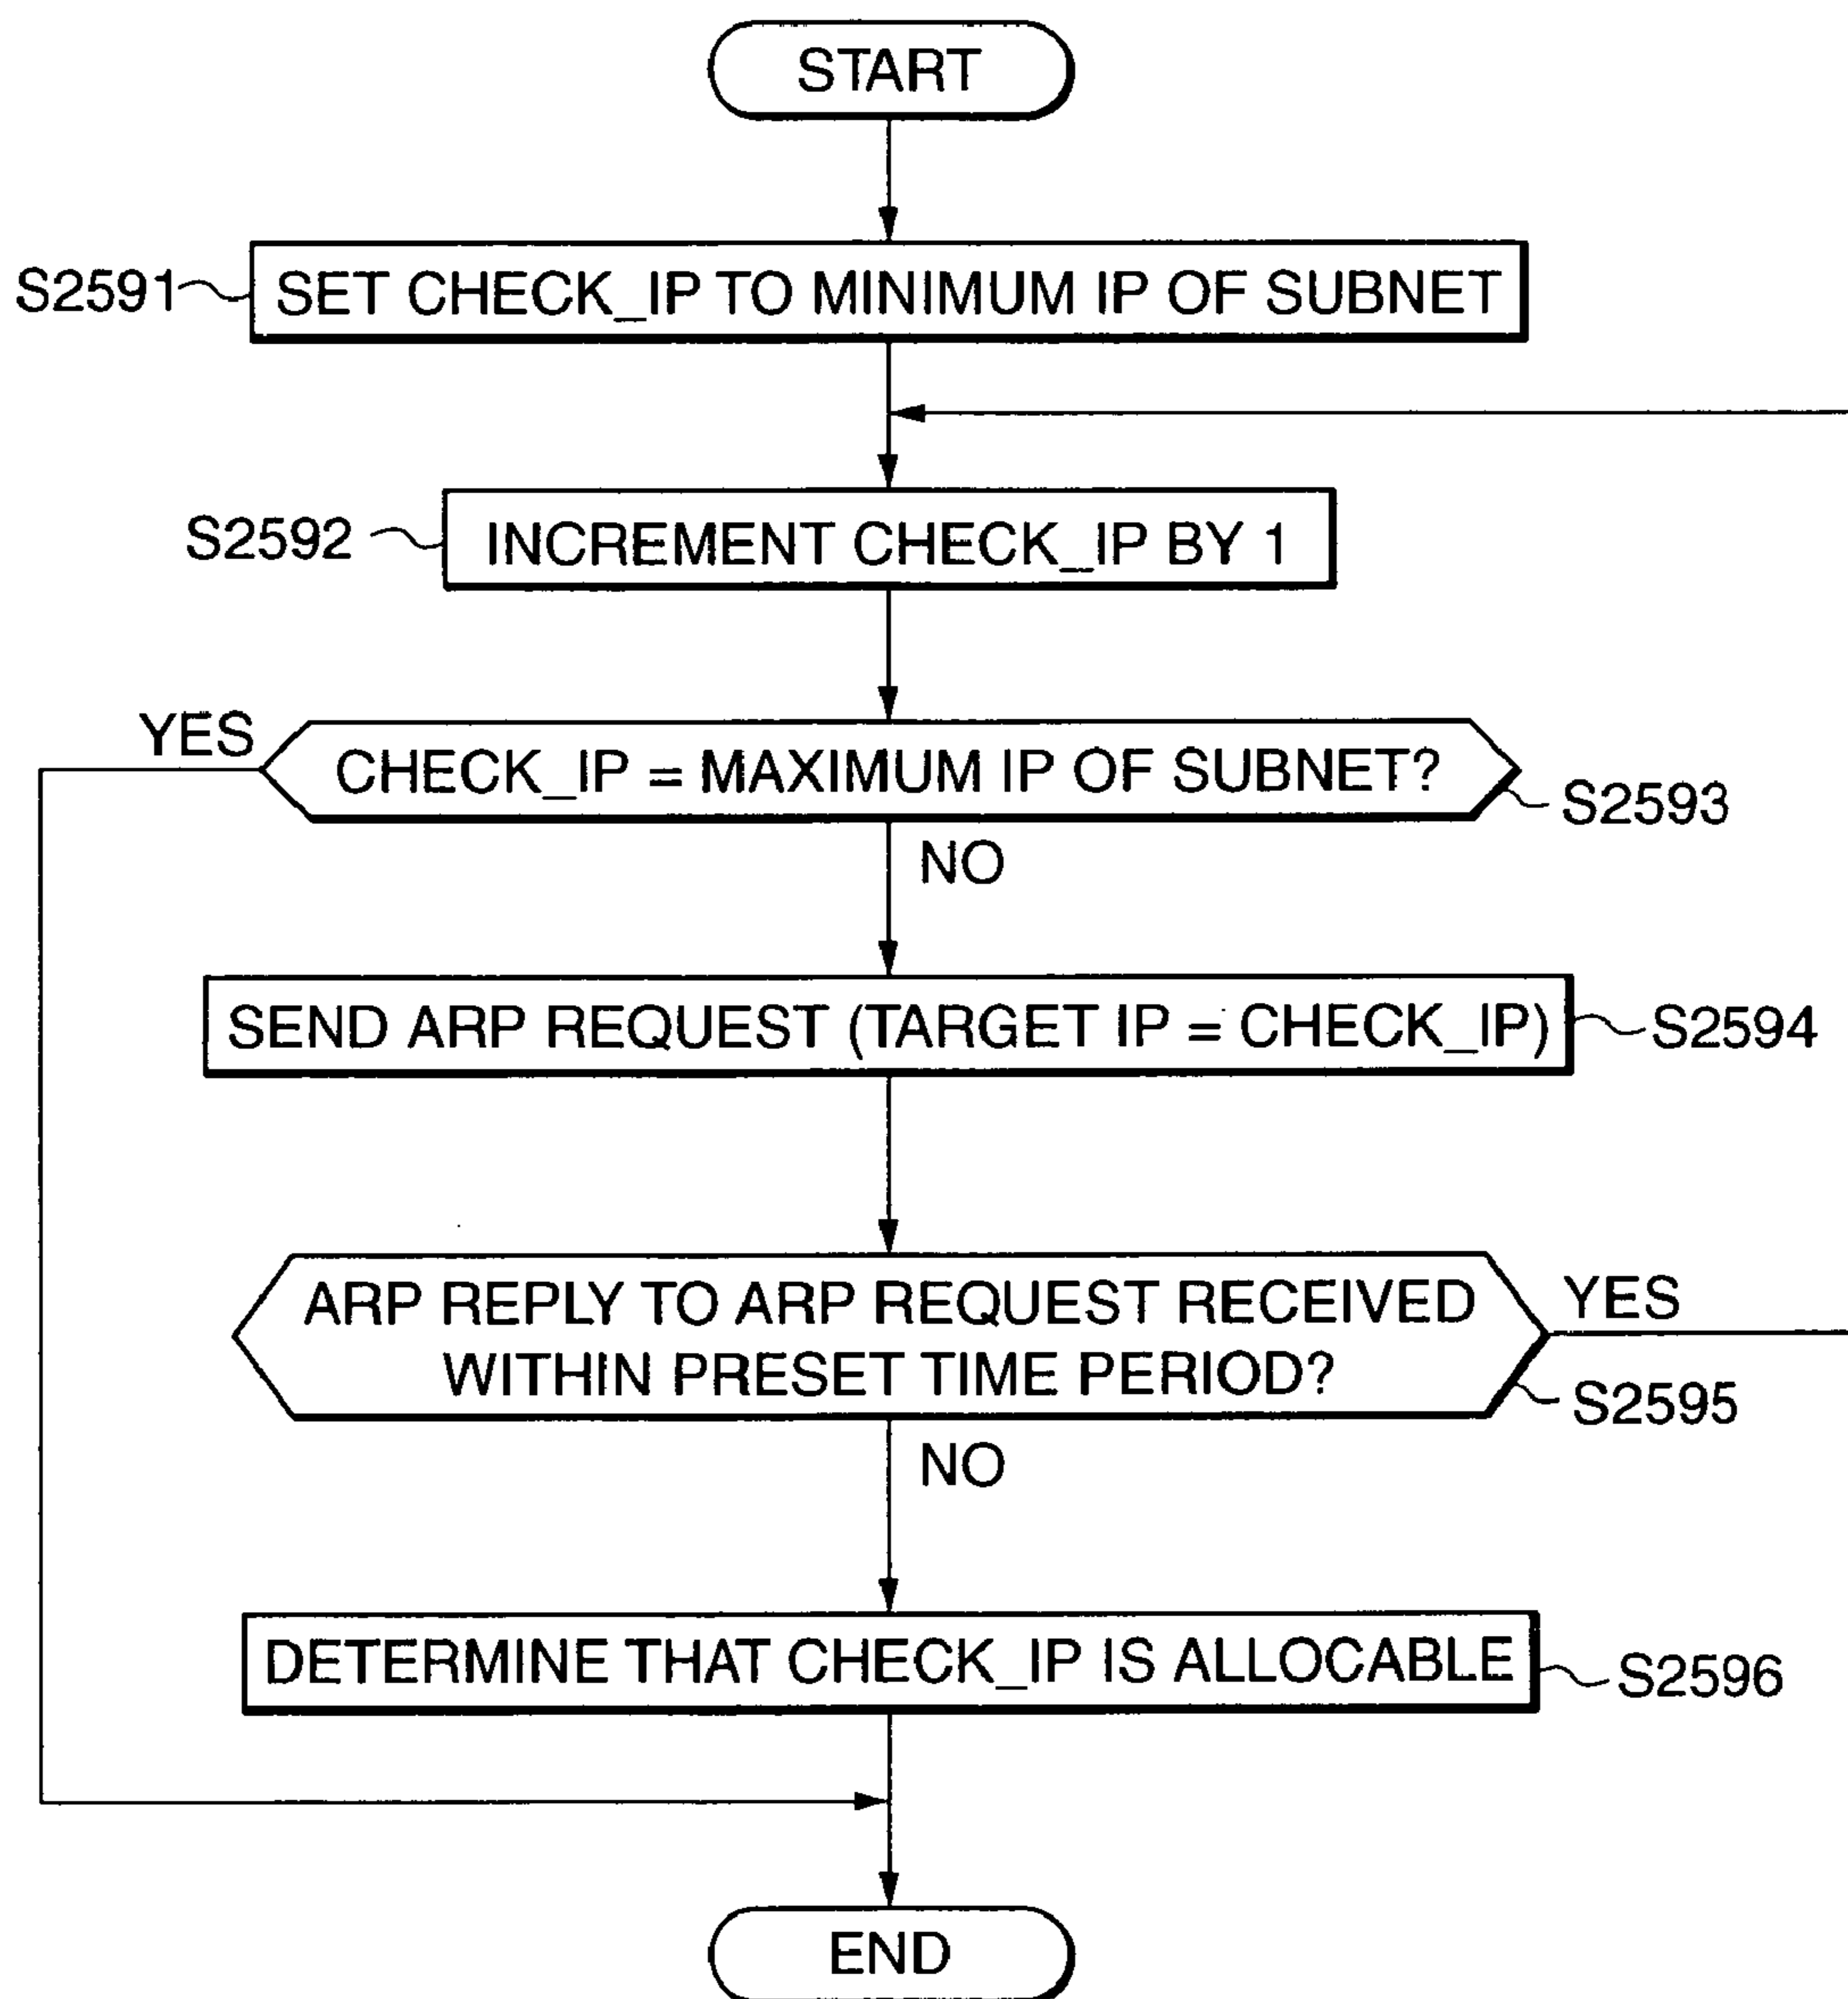 START
S2591
SET CHECK_IP TO MINIMUM IP OF SUBNET
S2592
INCREMENT CHECK_IP BY 1
YES
CHECK_IP = MAXIMUM IP OF SUBNET?
S2593
NO
SEND ARP REQUEST (TARGET IP = CHECK_IP)
S2594
ARP REPLY TO ARP REQUEST RECEIVED
WITHIN PRESET TIME PERIOD?
YES
S2595
NO
DETERMINE THAT CHECK_IP IS ALLOCABLE
S2596
END